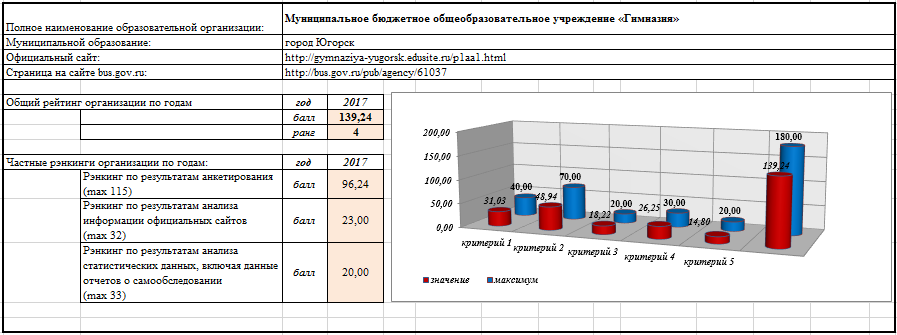 Полное наименование образовательной организации:
Муниципальное бюджетное общеобразовательное учреждение «Гимназия»
Муниципальной образование:
город Югорск
Официальный сайт:
http://gymnaziya-yugorsk.edusite.ru/p1aa1.html
Страница на сайте bus.gov.ru:
http://bus.gov.ru/pub/agency/61037
Общий рейтинг организации по годам
год
2017
балл
139,24
ранг
4
Частные рэнкинги организации по годам:
год
2017
Рэнкинг по результатам анкетирования
(max 115)
балл
96,24
Рэнкинг по результатам анализа
информации официальных сайтов
(max 32)
балл
23,00
Рэнкинг по результатам анализа
статистических данных, включая данные
отчетов о самообследовании
(max 33)
балл
20,00
200,00
150,00
100,00
50,00
0,00
31,03
40,00
48,94
70,00
18,22
20,00
26,25
30,00
14,80
20,00
139,24
180,00
критерий 1
критерий 2
критерий 3
критерий 4
критерий 5
значение
максимум